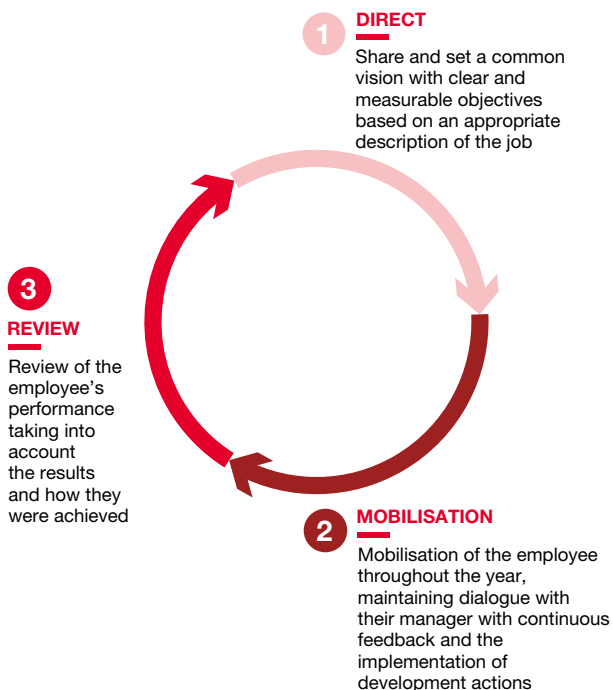 1
DIRECT
Share and set a common
vision with clear and
measurable objectives
based on an appropriate
description of the job
2
MOBILISATION
Mobilisation of the employee
throughout the year,
maintaining dialogue with
their manager with continuous
feedback and the
implementation of
development actions
3
REVIEW
Review of the
employee’s
performance
taking into
account
the results
and how they
were achieved